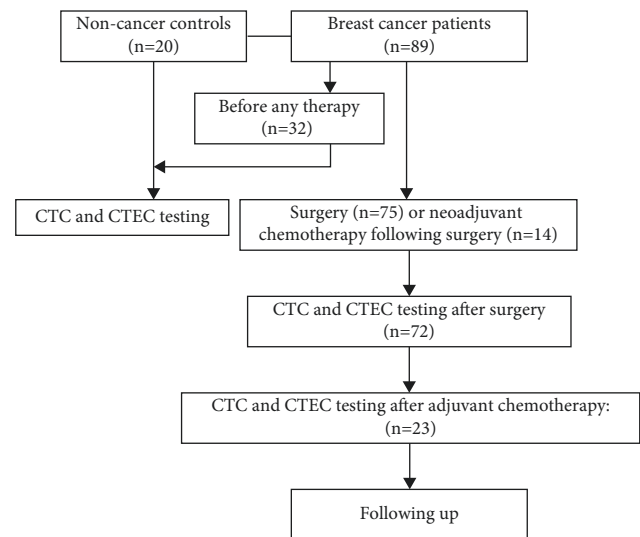 Non-cancer controls
(n=20)
Breast cancer patients
(n=89)
Before any therapy
(n=32)
CTC and CTEC testing
Surgery (n=75) or neoadjuvant
chemotherapy following surgery (n=14)
CTC and CTEC testing after surgery
(n=72)
CTC and CTEC testing after adjuvant chemotherapy:
(n=23)
Following up